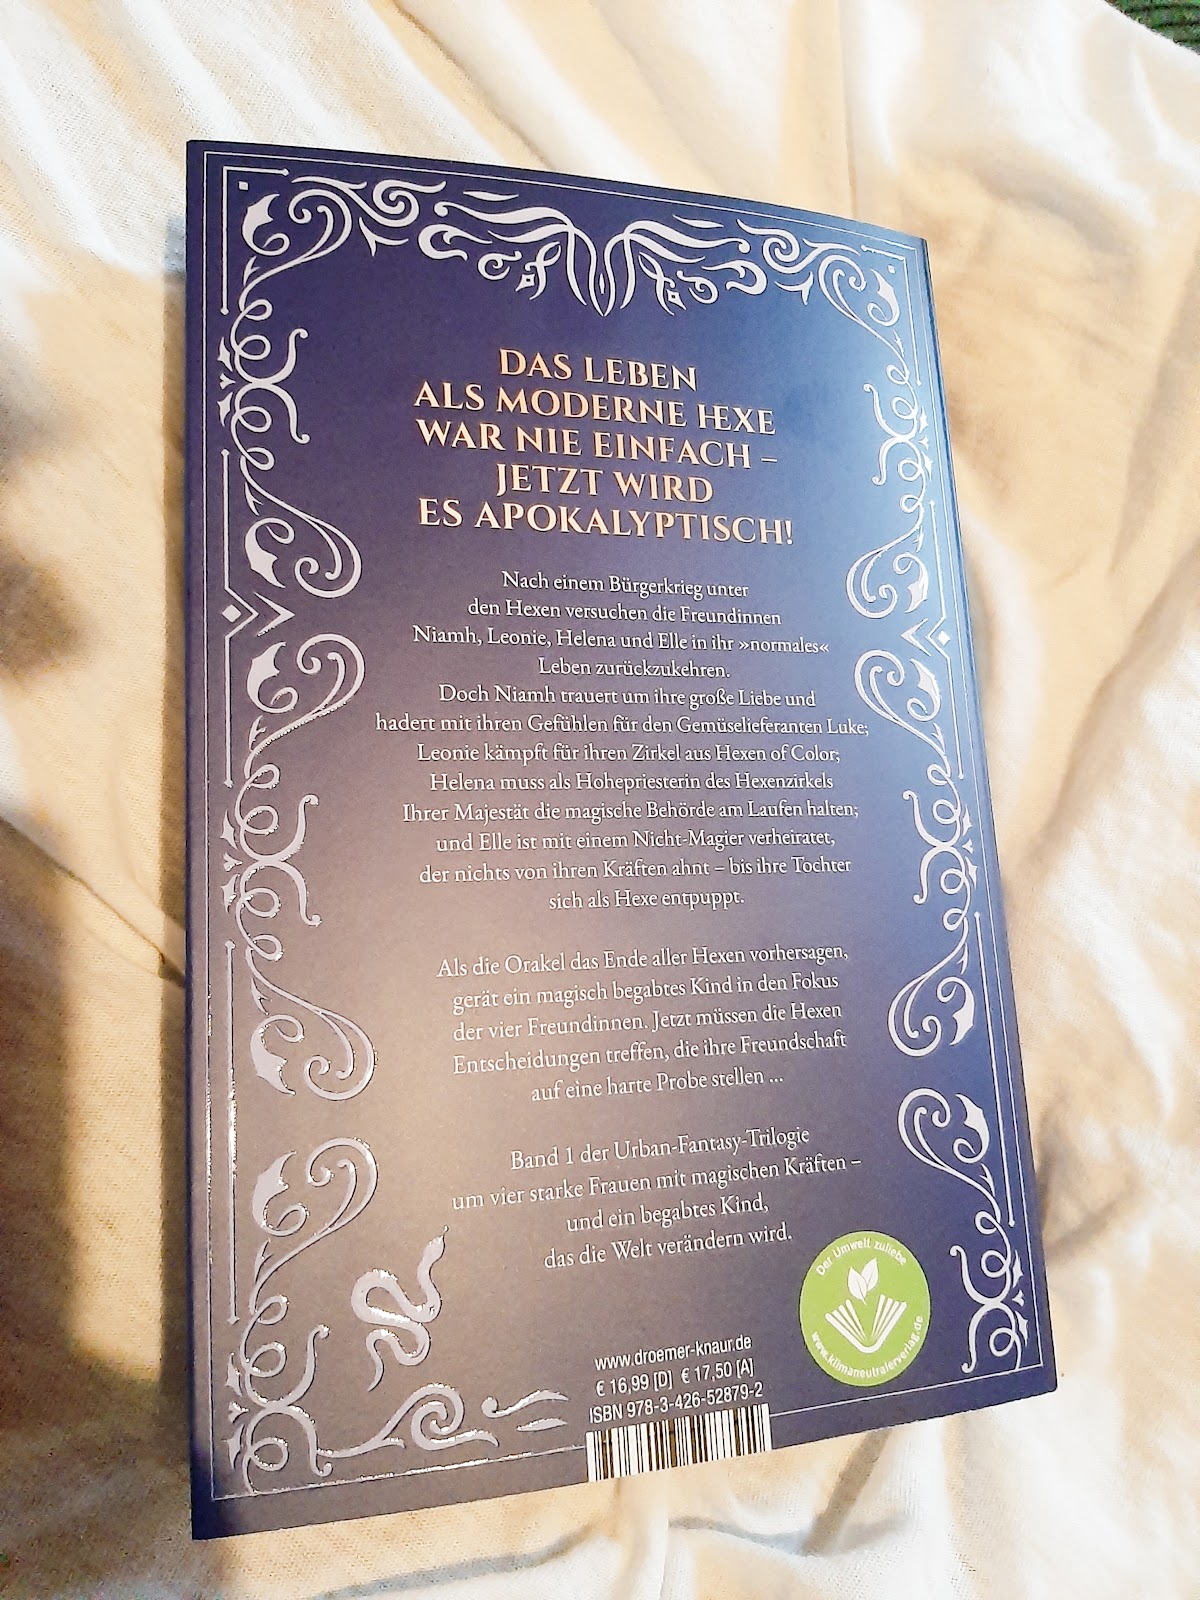 DAS LEBEN
ALS MODERNE HEXE
WAR NIE EINFACH –
JETZT WIRD
ES APOKALYPTISCH!
Nach einem Bürgerkrieg unter
den Hexen versuchen die Freundinnen
Niamh, Leonie, Helena und Elle in ihr »normales«
Leben zurückzukehren.
Doch Niamh trauert um ihre große Liebe und
hadert mit ihren Gefühlen für den Gemüselieferanten Luke;
Leonie kämpft für ihren Zirkel aus Hexen of Color;
Helena muss als Hohepriesterin des Hexenzirkels
Ihrer Majestät die magische Behörde am Laufen halten;
und Elle ist mit einem Nicht-Magier verheiratet,
der nichts von ihren Kräften ahnt – bis ihre Tochter
sich als Hexe entpuppt.
Als die Orakel das Ende aller Hexen vorhersagen,
gerät ein magisch begabtes Kind in den Fokus
der vier Freundinnen. Jetzt müssen die Hexen
Entscheidungen treffen, die ihre Freundschaft
auf eine harte Probe stellen ...
Band 1 der Urban-Fantasy-Trilogie
um vier starke Frauen mit magischen Kräften –
und ein begabtes Kind,
das die Welt verändern wird.
Der Umwelt zuliebe
www.klimaneutralerverlag.de
www.droemer-knaur.de
€ 16,99 [D] € 17,50 [A]
ISBN 978-3-426-52879-2